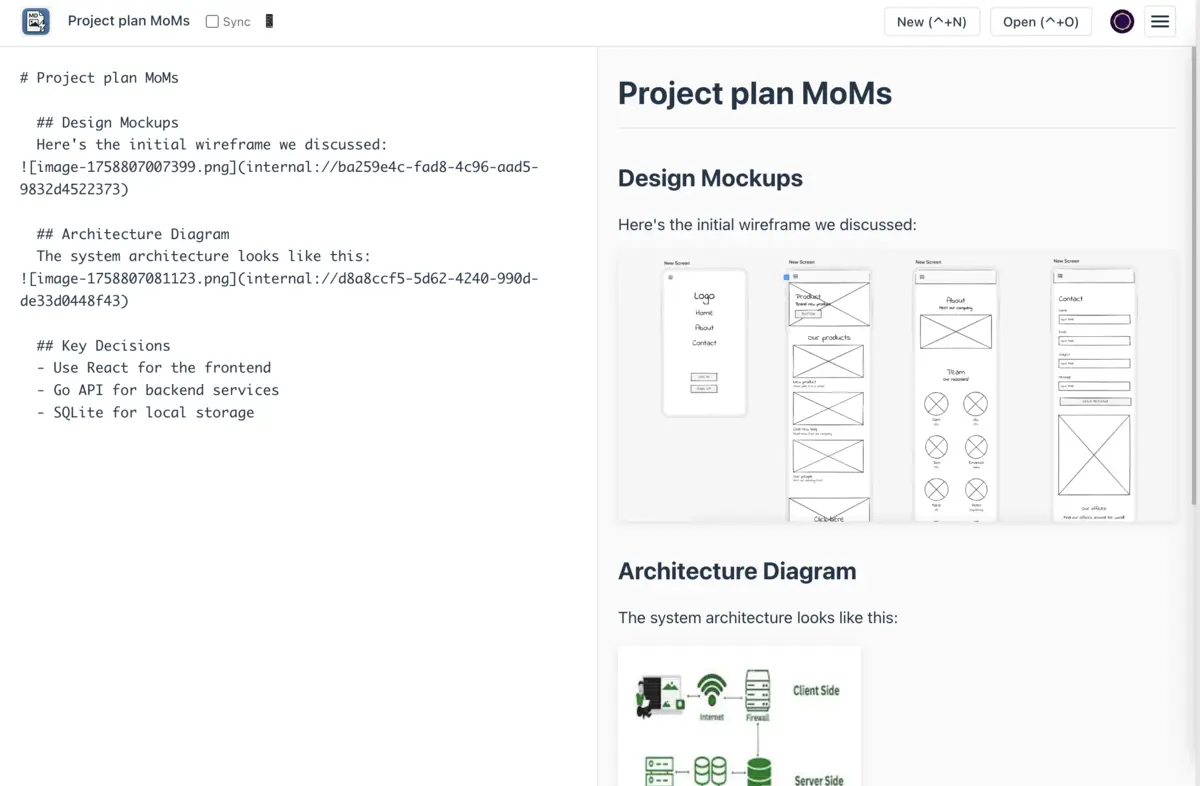 Project plan MoMs
Sync
New (^+N)
Open (^+O)
# Project plan MoMs
## Design Mockups
Here's the initial wireframe we discussed:
![image-1758807007399.png](internal://ba259e4c-fad8-4c96-aad5-
9832d4522373)
## Architecture Diagram
The system architecture looks like this:
![image-1758807081123.png](internal://d8a8ccf5-5d62-4240-990d-
de33d0448f43)
## Key Decisions
- Use React for the frontend
- Go API for backend services
- SQLite for local storage
Project plan MoMs
Design Mockups
Here's the initial wireframe we discussed:
New Screen
Logo
Home
About
Contact
New Screen
Product
Brand new product
Our products
Click here
New Screen
About
Meet our company
Team
New Screen
Contact
Our offices
Find our offices around the world
Architecture Diagram
The system architecture looks like this:
Internet
Firewall
Client Side
Server Side